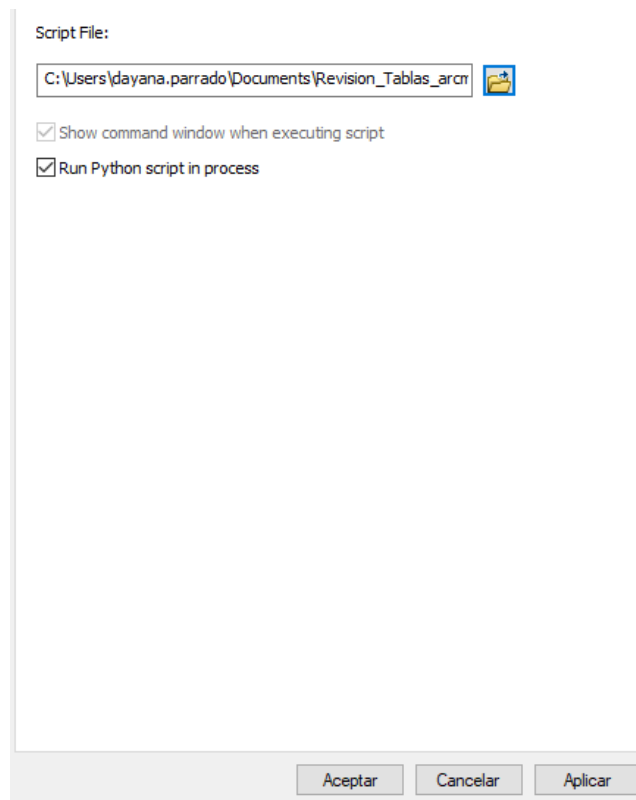 Script File:
C:\Users\dayana.parrado\Documents\Revision_Tablas_arcm
Show command window when executing script
Run Python script in process
Aceptar Cancelar Aplicar